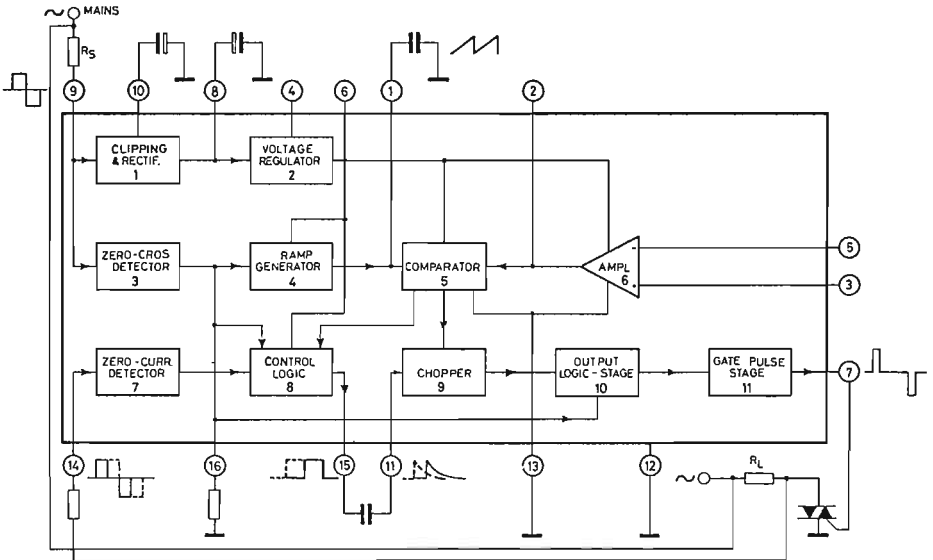 ~ MAINS
RS
9
10
8
4
6
1
2
CLIPPING
& RECTIF.
1
VOLTAGE
REGULATOR
2
ZERO-CROS
DETECTOR
3
RAMP
GENERATOR
4
COMPARATOR
5
AMPL
6
-
+
5
3
ZERO-CURR.
DETECTOR
7
CONTROL
LOGIC
8
CHOPPER
9
OUTPUT
LOGIC-STAGE
10
GATE PULSE
STAGE
11
7
14
16
15
11
13
12
~
RL